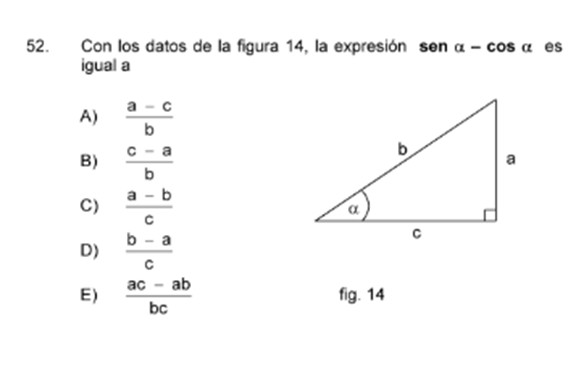 52. Con los datos de la figura 14, la expresión sen α – cos α es
igual a
A) a - c
b
B) c - a
b
C) a - b
c
D) b - a
c
E) ac - ab
bc
b
a
α
c
fig. 14